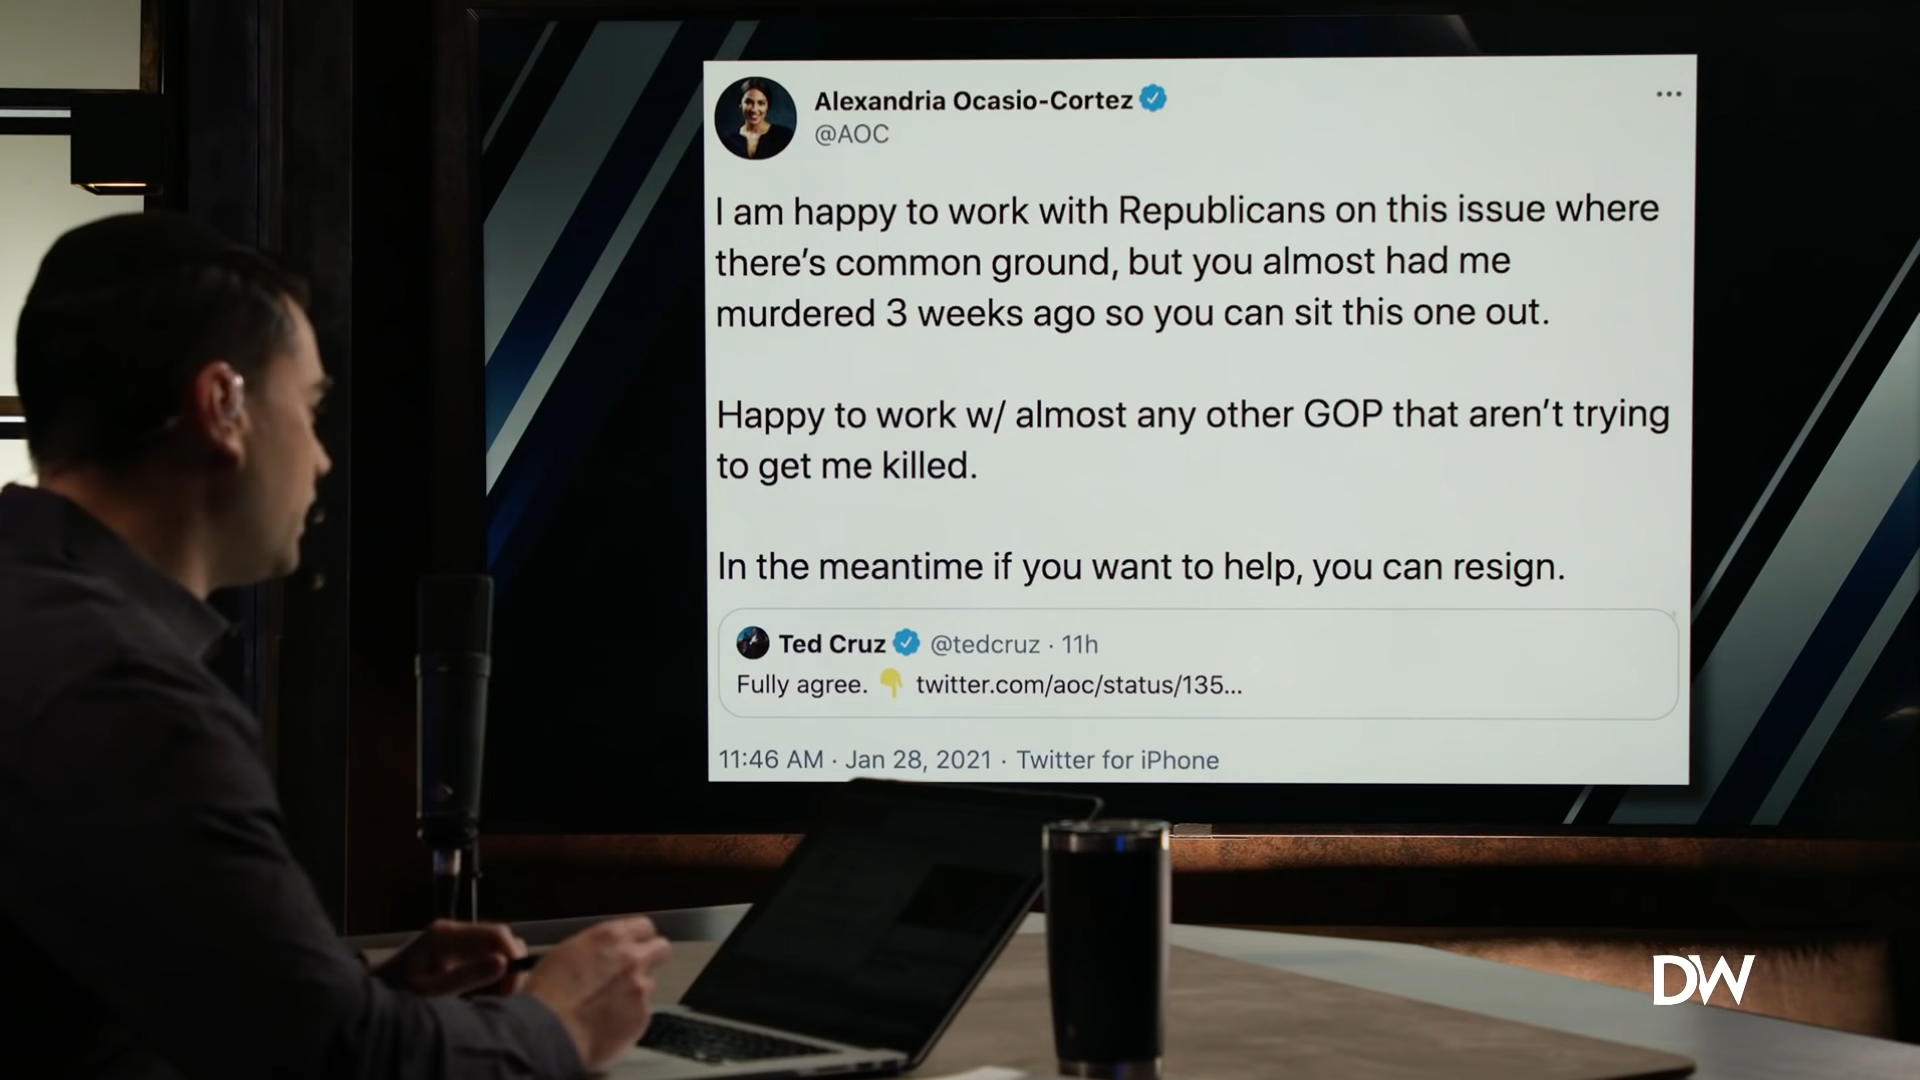 Alexandria Ocasio-Cortez
@AOC
I am happy to work with Republicans on this issue where
there's common ground, but you almost had me
murdered 3 weeks ago so you can sit this one out.
Happy to work w/ almost any other GOP that aren't trying
to get me killed.
In the meantime if you want to help, you can resign.
Ted Cruz @tedcruz · 11h
Fully agree. 👇 twitter.com/aoc/status/135...
11:46 AM · Jan 28, 2021 · Twitter for iPhone
DW